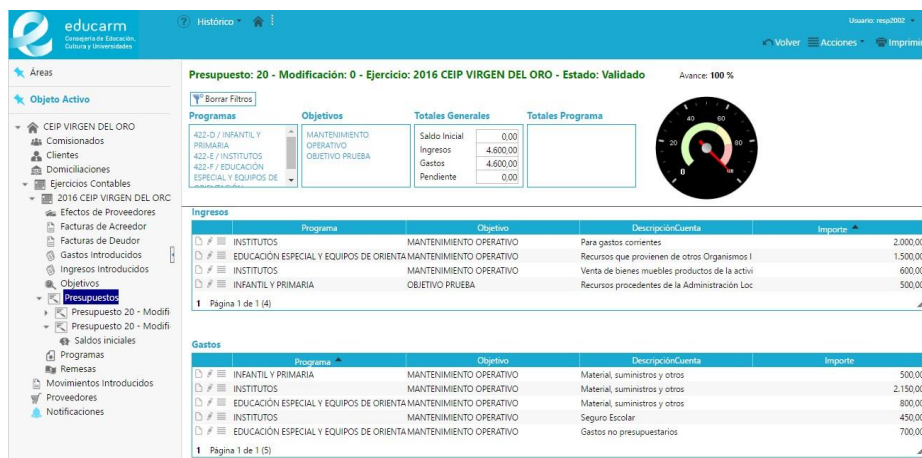 educarm
Consejería de Educación,
Cultura y Universidades
Histórico
Usuario: resp2002
Volver Acciones Imprimir
Áreas
Objeto Activo
CEIP VIRGEN DEL ORO
Comisionados
Clientes
Domiciliaciones
Ejercicios Contables
2016 CEIP VIRGEN DEL ORC
Efectos de Proveedores
Facturas de Acreedor
Facturas de Deudor
Gastos Introducidos
Ingresos Introducidos
Objetivos
Presupuestos
Presupuesto 20 - Modifi
Presupuesto 20 - Modifi
Saldos iniciales
Programas
Remesas
Movimientos Introducidos
Proveedores
Notificaciones
Presupuesto: 20 - Modificación: 0 - Ejercicio: 2016 CEIP VIRGEN DEL ORO - Estado: Validado
Avance: 100 %
Borrar Filtros
Programas
422-D / INFANTIL Y
PRIMARIA
422-E / INSTITUTOS
422-F / EDUCACIÓN
ESPECIAL Y EQUIPOS DE
Objetivos
MANTENIMIENTO
OPERATIVO
OBJETIVO PRUEBA
Totales Generales
Saldo Inicial 0,00
Ingresos 4.600,00
Gastos 4.600,00
Pendiente 0,00
Totales Programa
0 20 40 60 80 100
Ingresos
Programa Objetivo DescripciónCuenta Importe
INSTITUTOS MANTENIMIENTO OPERATIVO Para gastos corrientes 2.000,00
EDUCACIÓN ESPECIAL Y EQUIPOS DE ORIENTA MANTENIMIENTO OPERATIVO Recursos que provienen de otros Organismos I 1.500,00
INSTITUTOS MANTENIMIENTO OPERATIVO Venta de bienes muebles productos de la activi 600,00
INFANTIL Y PRIMARIA OBJETIVO PRUEBA Recursos procedentes de la Administración Loc 500,00
1 Página 1 de 1 (4)
Gastos
Programa Objetivo DescripciónCuenta Importe
INFANTIL Y PRIMARIA MANTENIMIENTO OPERATIVO Material, suministros y otros 500,00
INSTITUTOS MANTENIMIENTO OPERATIVO Material, suministros y otros 2.150,00
EDUCACIÓN ESPECIAL Y EQUIPOS DE ORIENTA MANTENIMIENTO OPERATIVO Material, suministros y otros 800,00
INSTITUTOS MANTENIMIENTO OPERATIVO Seguro Escolar 450,00
EDUCACIÓN ESPECIAL Y EQUIPOS DE ORIENTA MANTENIMIENTO OPERATIVO Gastos no presupuestarios 700,00
1 Página 1 de 1 (5)